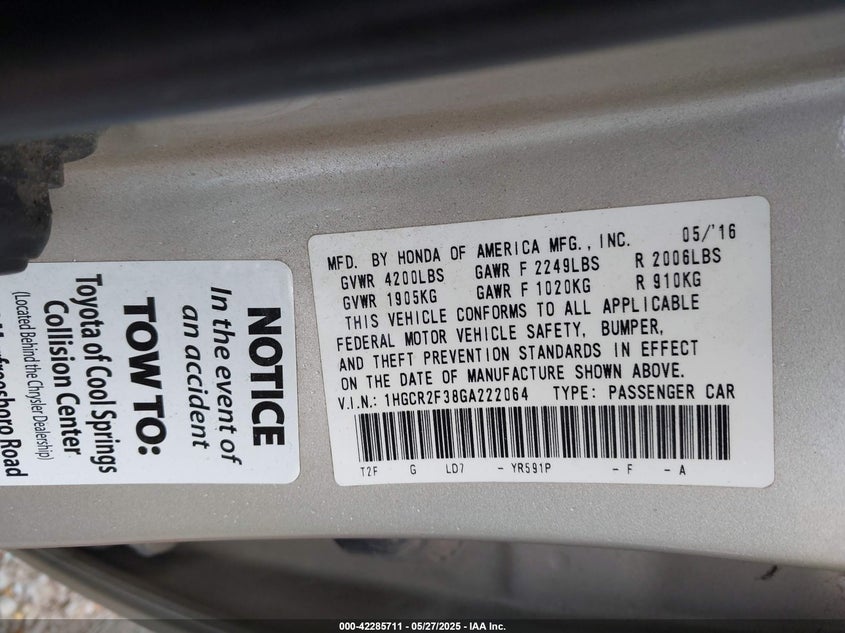 MFD. BY HONDA OF AMERICA MFG., INC. 05/'16
GVWR 4200LBS GAWR F 2249LBS R 2006LBS
GVWR 1905KG GAWR F 1020KG R 910KG
THIS VEHICLE CONFORMS TO ALL APPLICABLE
FEDERAL MOTOR VEHICLE SAFETY, BUMPER,
AND THEFT PREVENTION STANDARDS IN EFFECT
ON THE DATE OF MANUFACTURE SHOWN ABOVE.
V.I.N.: 1HGCR2F38GA222064 TYPE: PASSENGER CAR
T2F G LD7 - YR591P - F - A
NOTICE
In the event of
an accident
TOW TO:
Toyota of Cool Springs
Collision Center
(Located Behind the Chrysler Dealership)
Road
000-42285711 | 05/27/2025 - IAA Inc.